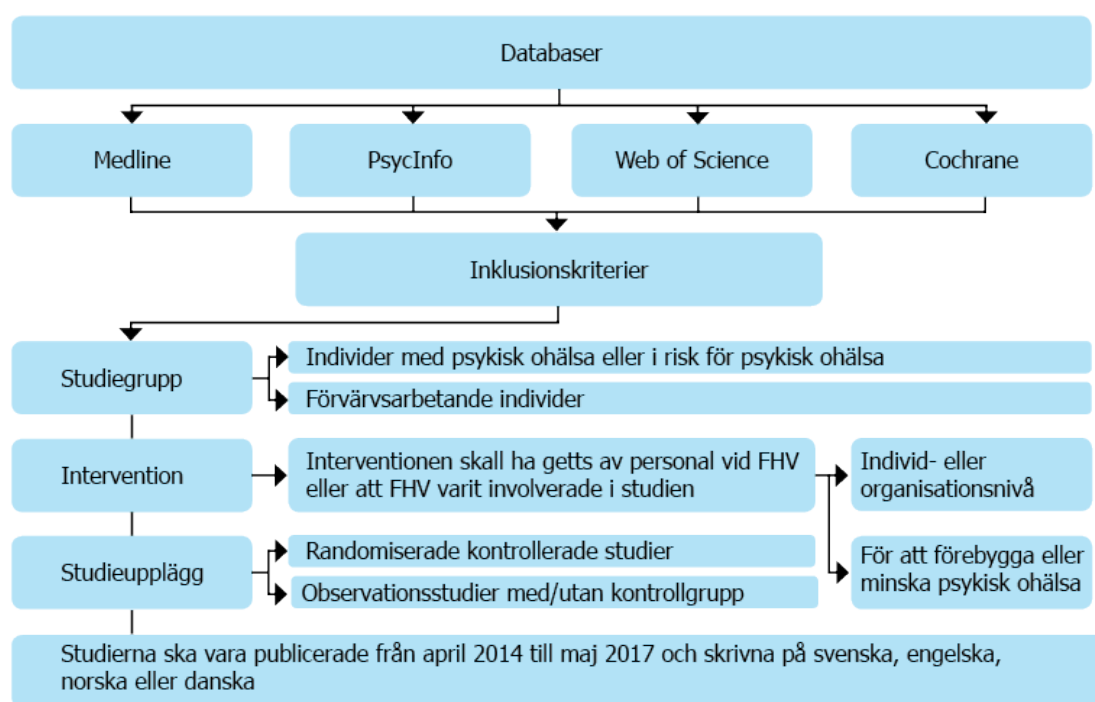 Databaser
Medline
PsycInfo
Web of Science
Cochrane
Inklusionskriterier
Studiegrupp
Individer med psykisk ohälsa eller i risk för psykisk ohälsa
Förvärvsarbetande individer
Intervention
Interventionen skall ha getts av personal vid FHV
eller att FHV varit involverade i studien
Individ- eller
organisationsnivå
För att förebygga eller
minska psykisk ohälsa
Studieupplägg
Randomiserade kontrollerade studier
Observationsstudier med/utan kontrollgrupp
Studierna ska vara publicerade från april 2014 till maj 2017 och skrivna på svenska, engelska,
norska eller danska